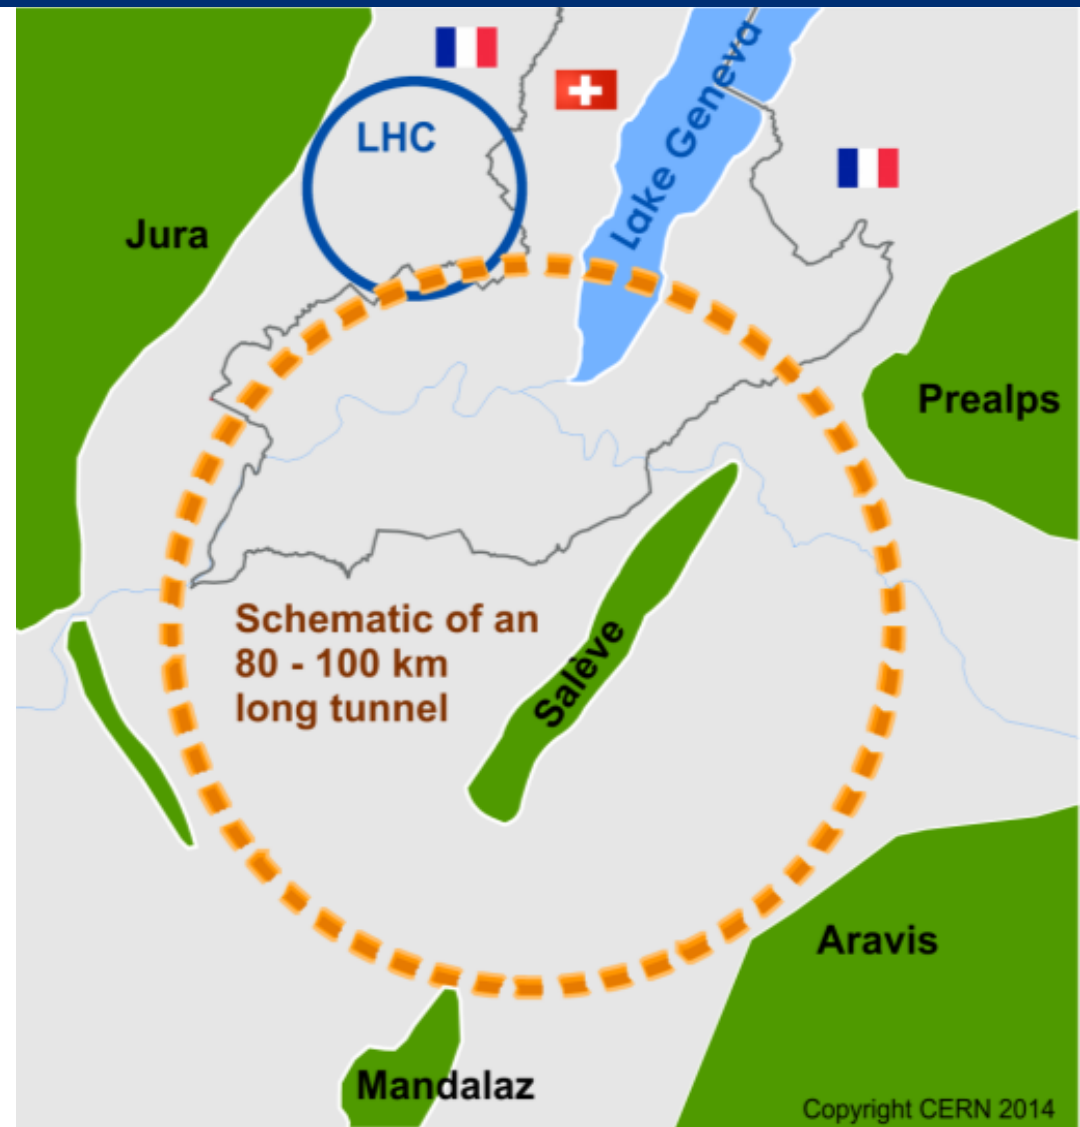 LHC
Lake Geneva
Jura
Prealps
Schematic of an
80 - 100 km
long tunnel
Salève
Aravis
Mandalaz
Copyright CERN 2014